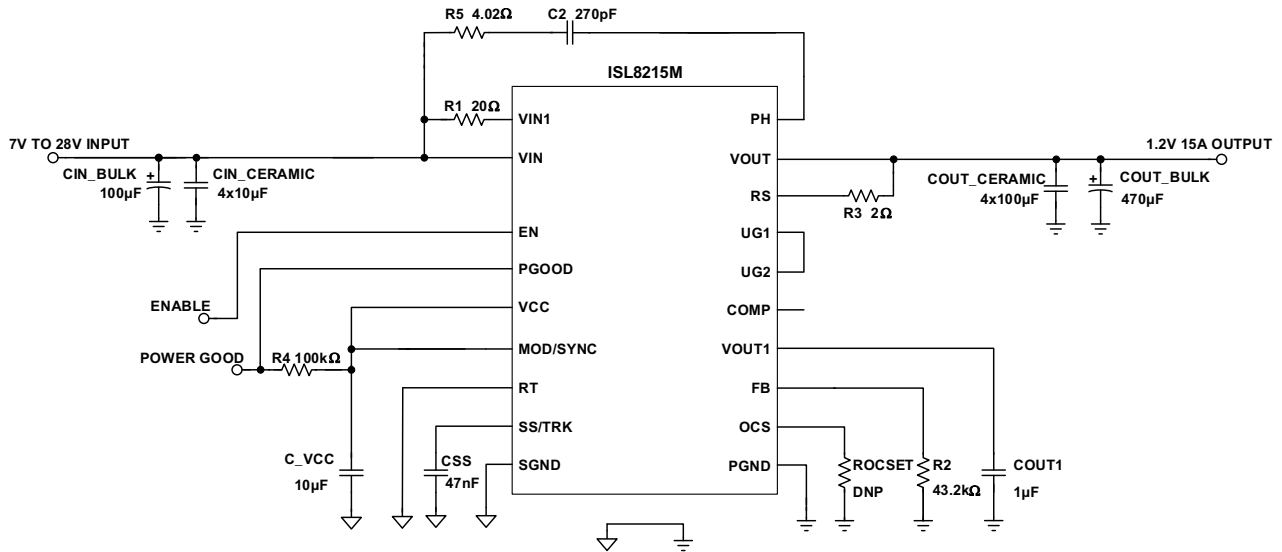 R5 4.02Ω
C2 270pF
ISL8215M
R1 20Ω
VIN1
PH
7V TO 28V INPUT
VIN
VOUT
1.2V 15A OUTPUT
CIN_BULK
100µF
+
CIN_CERAMIC
4x10µF
RS
R3 2Ω
COUT_CERAMIC
4x100µF
+
COUT_BULK
470µF
EN
UG1
PGOOD
UG2
ENABLE
VCC
COMP
POWER GOOD
R4 100kΩ
MOD/SYNC
VOUT1
RT
FB
SS/TRK
OCS
C_VCC
10µF
CSS
47nF
SGND
PGND
ROCSET
DNP
R2
43.2kΩ
COUT1
1µF